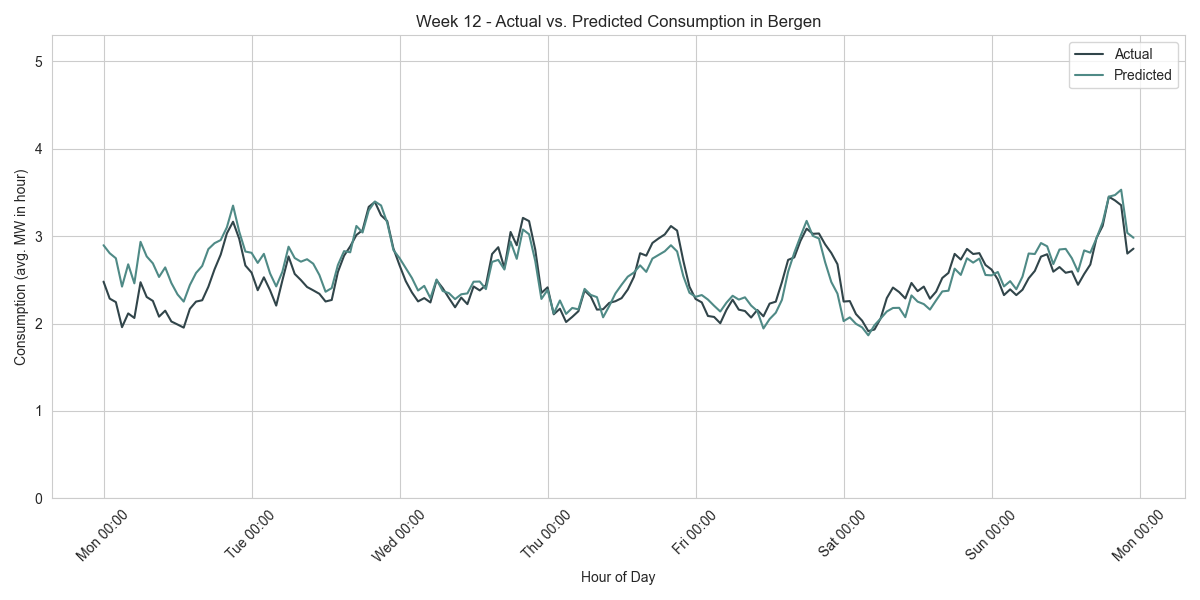 Week 12 - Actual vs. Predicted Consumption in Bergen
Actual
Predicted
Consumption (avg. MW in hour)
5
4
3
2
1
0
Mon 00:00
Tue 00:00
Wed 00:00
Thu 00:00
Fri 00:00
Sat 00:00
Sun 00:00
Mon 00:00
Hour of Day